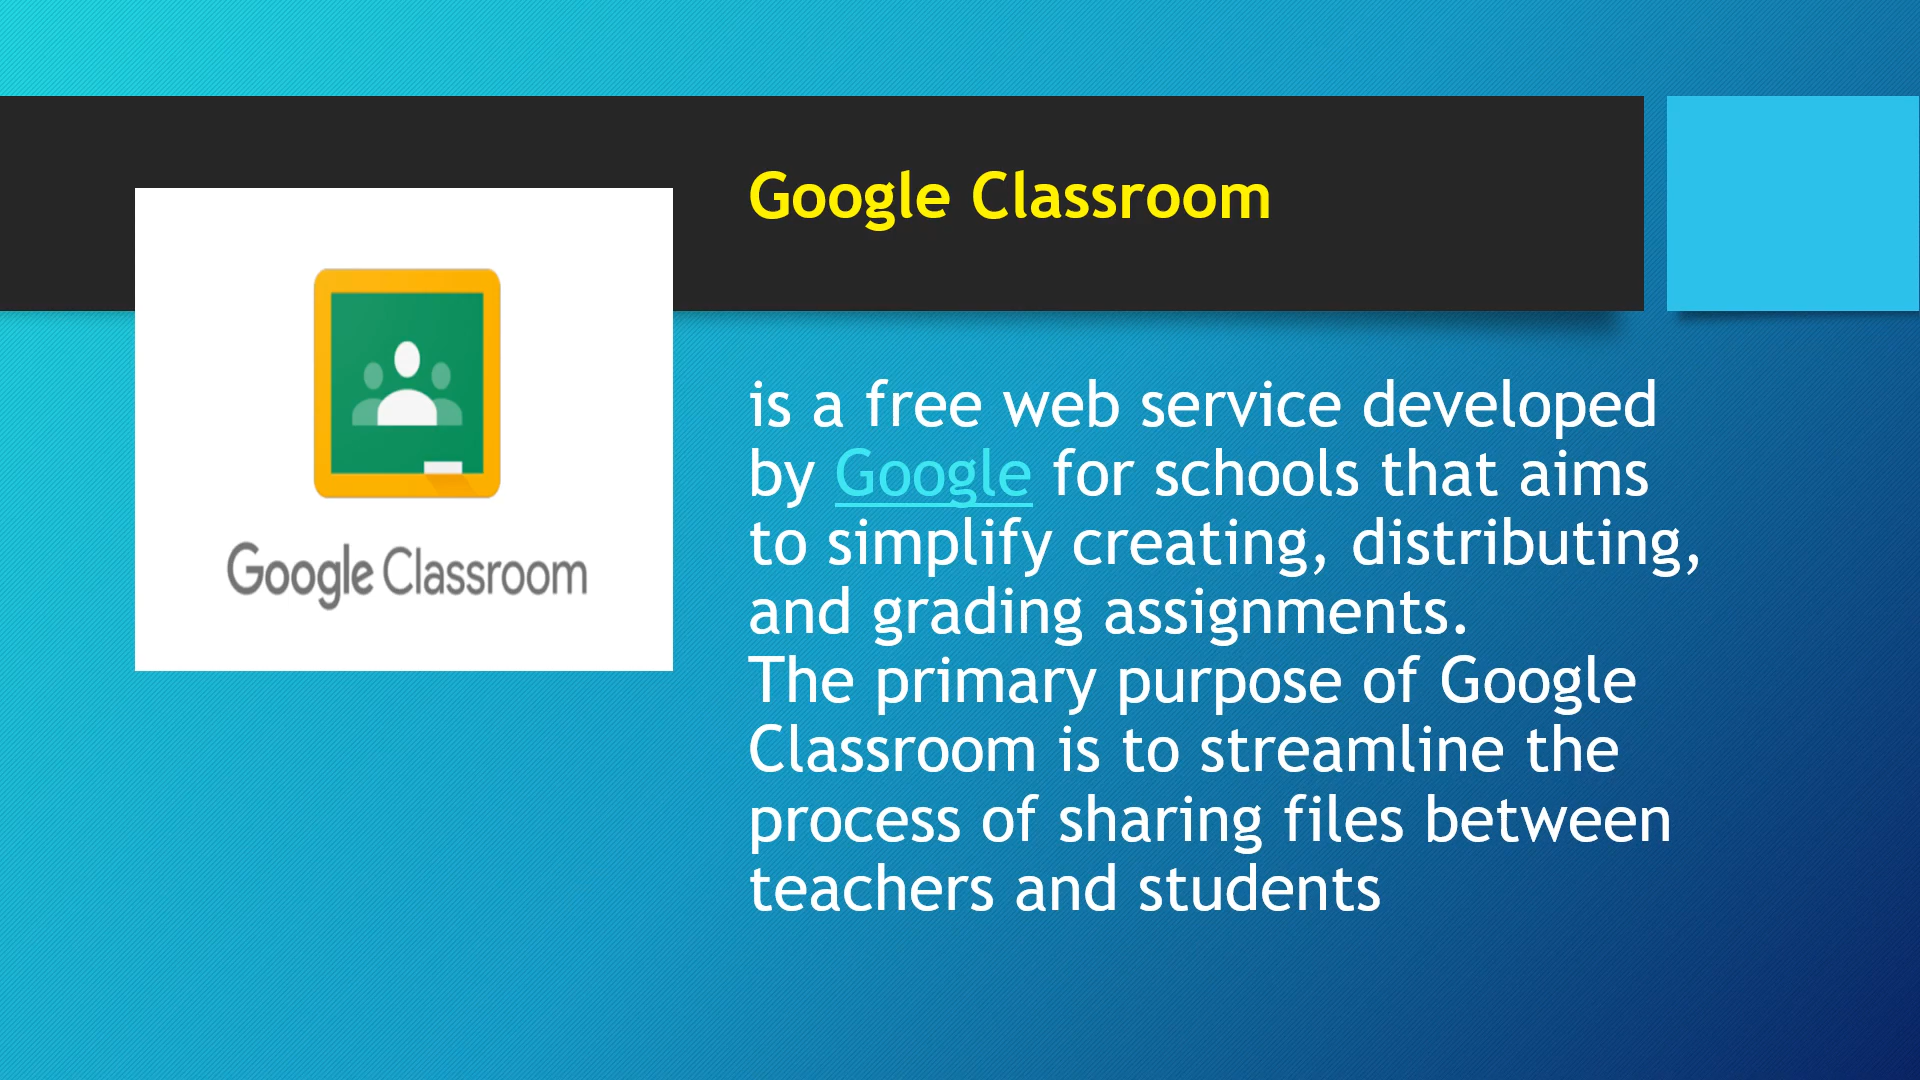 Google Classroom
Google Classroom
is a free web service developed
by Google for schools that aims
to simplify creating, distributing,
and grading assignments.
The primary purpose of Google
Classroom is to streamline the
process of sharing files between
teachers and students